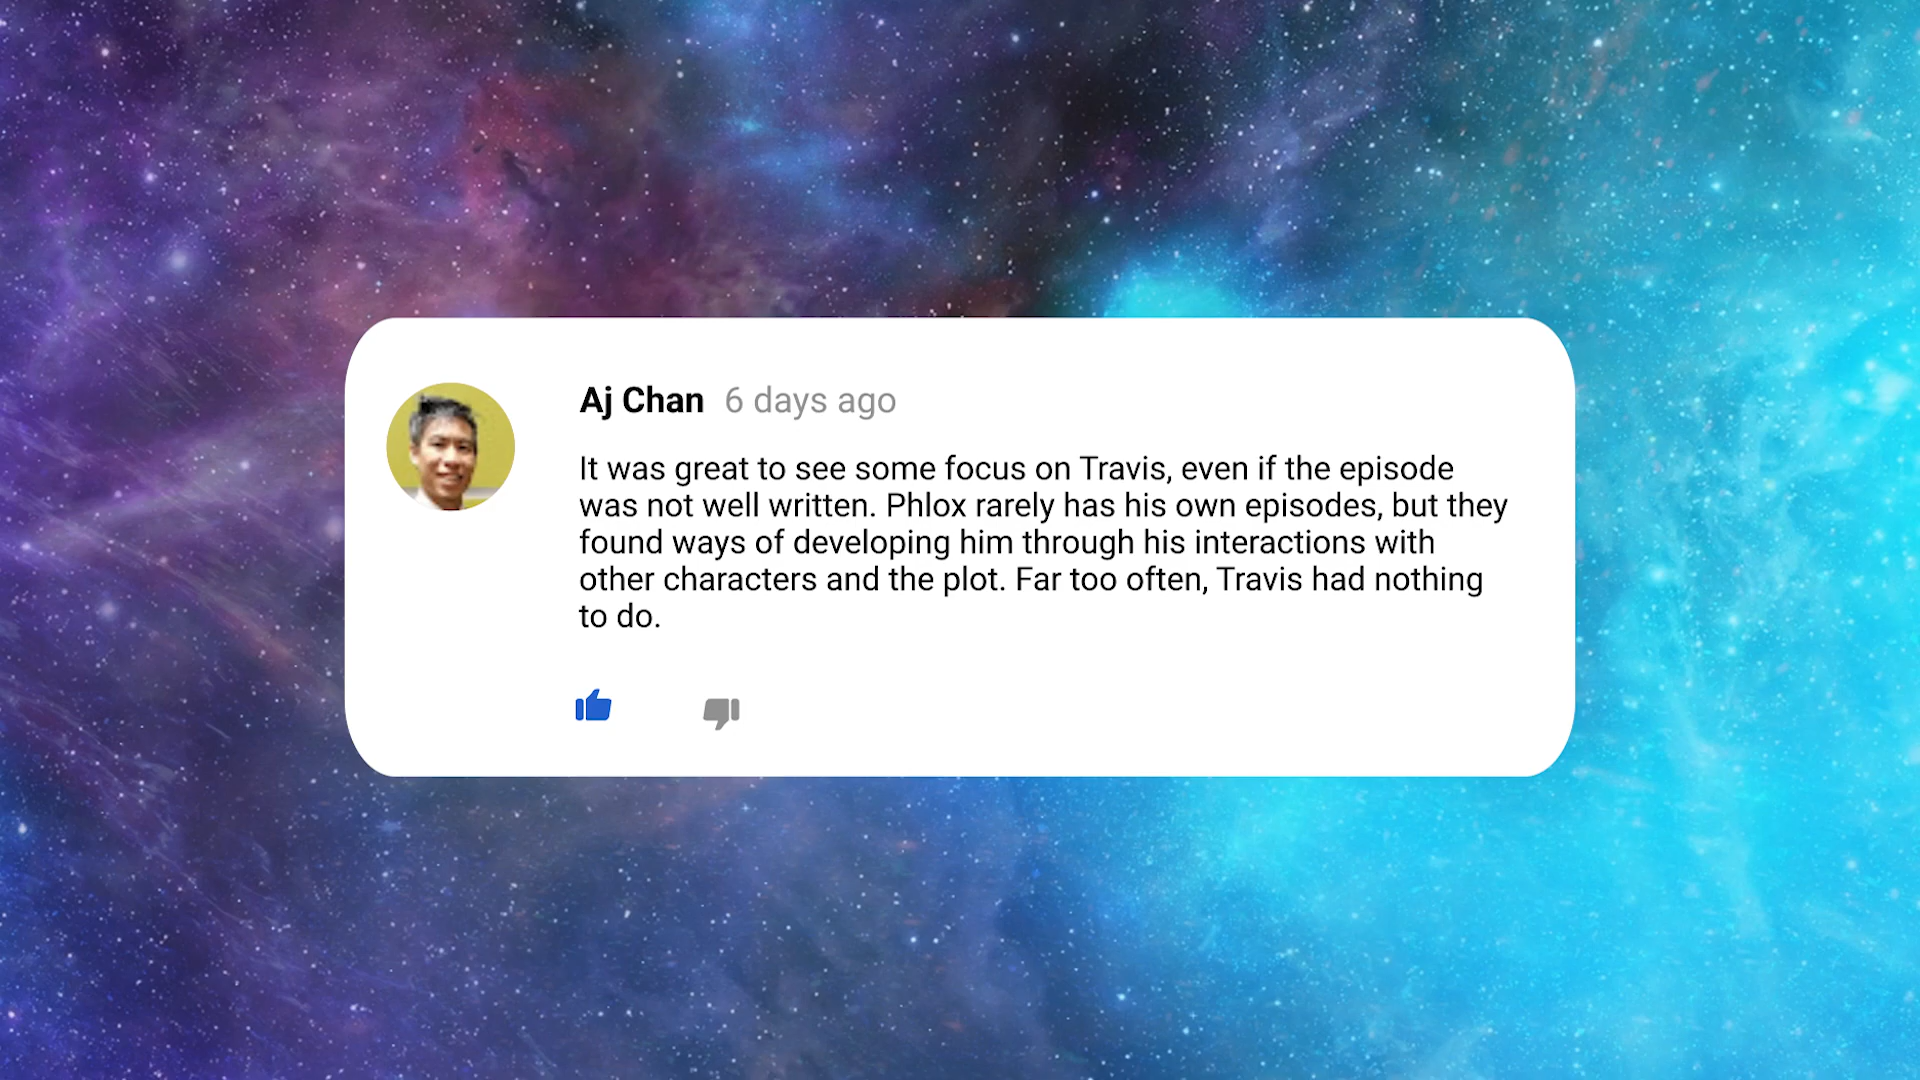 Aj Chan 6 days ago
It was great to see some focus on Travis, even if the episode
was not well written. Phlox rarely has his own episodes, but they
found ways of developing him through his interactions with
other characters and the plot. Far too often, Travis had nothing
to do.